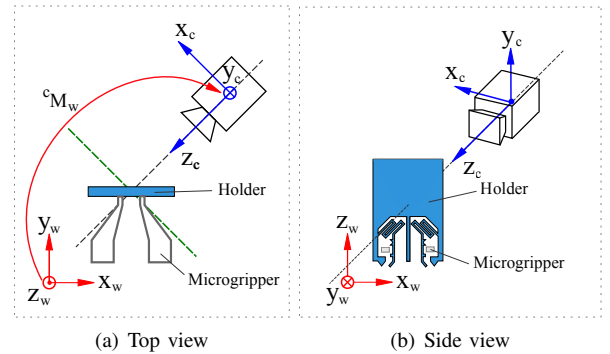 x_c
y_c
ᶜM_w
z_c
Holder
y_w
Microgripper
x_w
z_w
(a) Top view
y_c
x_c
z_c
Holder
z_w
Microgripper
x_w
y_w
(b) Side view